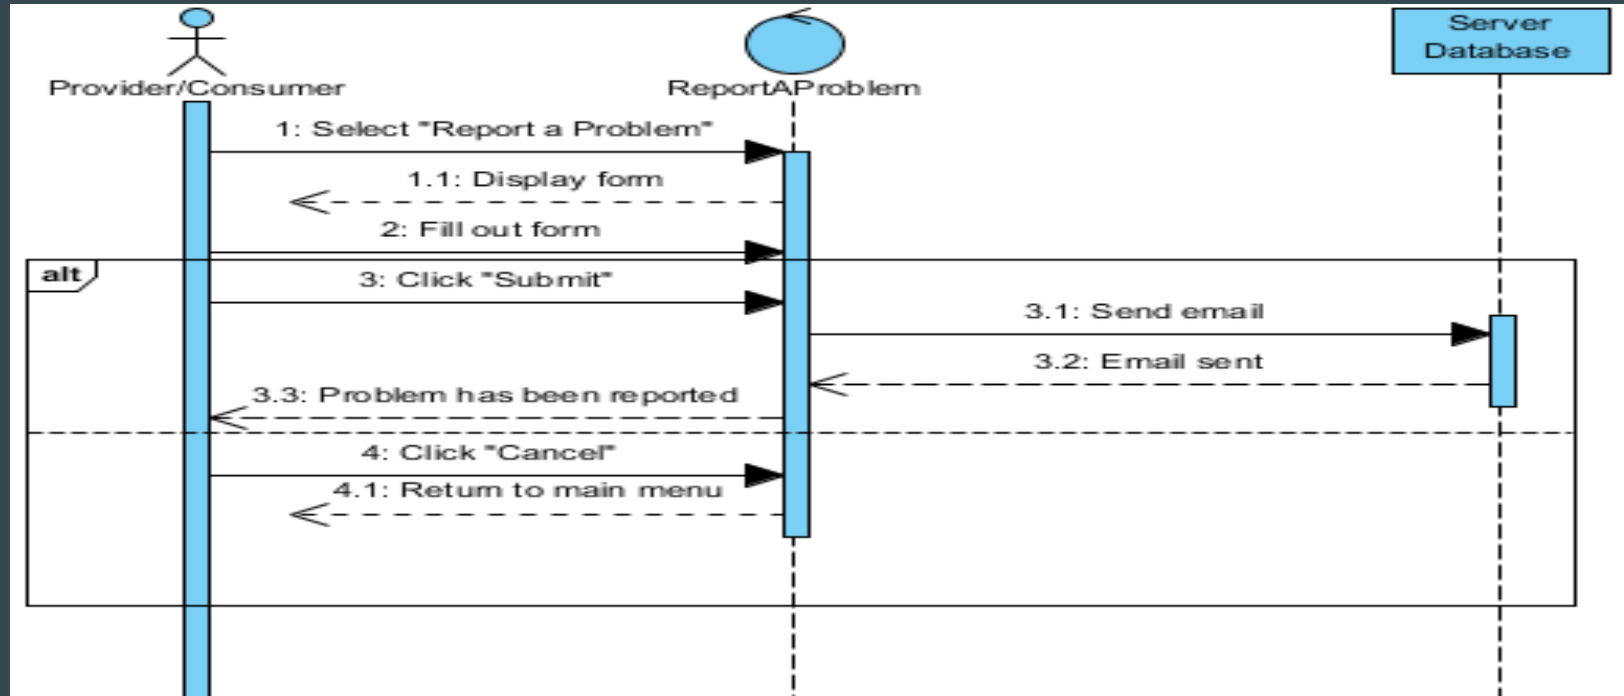 Server
Database
Provider/Consumer
ReportAProblem
1: Select "Report a Problem"
1.1: Display form
2: Fill out form
alt
3: Click "Submit"
3.1: Send email
3.2: Email sent
3.3: Problem has been reported
4: Click "Cancel"
4.1: Return to main menu